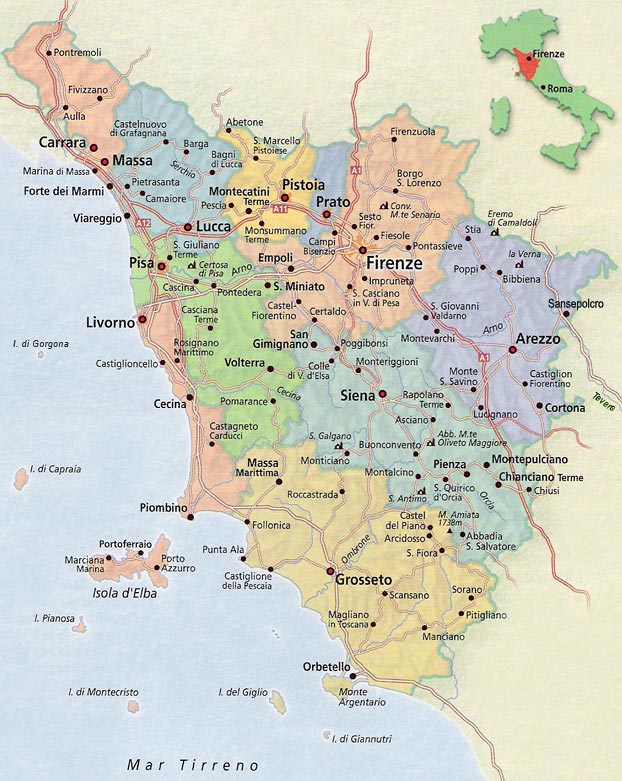 Pontremoli
Firenze
Roma
Fivizzano
Aulla
Castelnuovo
di Grafagnana
Abetone
Firenzuola
Carrara
Massa
Barga
S. Marcello
Pistoiese
Serchio
Bagni
di Lucca
A1
Borgo
S. Lorenzo
Marina di Massa
Forte dei Marmi
Pietrasanta
Camaiore
Montecatini
Terme
Pistoia
Prato
Conv.
M.te Senario
Eremo
di Camaldoli
Pescia
A11
Viareggio
A12
Lucca
Monsummano
Terme
Sesto
Fior.
Fiesole
Campi
Bisenzio
Pontassieve
Stia
la Verna
S. Giuliano
Terme
Pisa
Certosa
di Pisa
Arno
Empoli
Firenze
Poppi
Bibbiena
Cascina
Pontedera
S. Miniato
Impruneta
S. Casciano
in V. di Pesa
Sansepolcro
Livorno
Casciana
Terme
Castel-
Fiorentino
Certaldo
S. Giovanni
Valdarno
Arno
Montevarchi
Arezzo
I. di Gorgona
Rosignano
Marittimo
San
Gimignano
Poggibonsi
A1
Castiglioncello
Volterra
Colle
di V. d'Elsa
Monteriggioni
Monte
S. Savino
Castiglion
Fiorentino
Tevere
Cecina
Pomarance
Cecina
Siena
Rapolano
Terme
Lucignano
Cortona
Castagneto
Carducci
Asciano
S. Galgano
Buonconvento
Abb. M.te
Oliveto Maggiore
I. di Capraia
Massa
Marittima
Monticiano
Montalcino
Pienza
Montepulciano
Chianciano Terme
Chiusi
Roccastrada
S. Antimo
S. Quirico
d'Orcia
Orcia
Piombino
Follonica
Castel
del Piano
M. Amiata
1738m
Arcidosso
Abbadia
S. Salvatore
Ombrone
S. Fiora
Portoferraio
Marciana
Marina
Porto
Azzurro
Isola d'Elba
Punta Ala
Castiglione
della Pescaia
Grosseto
Scansano
Sorano
I. Pianosa
Magliano
in Toscana
Pitigliano
Manciano
Orbetello
I. di Montecristo
I. del Giglio
Monte
Argentario
I. di Giannutri
Mar Tirreno